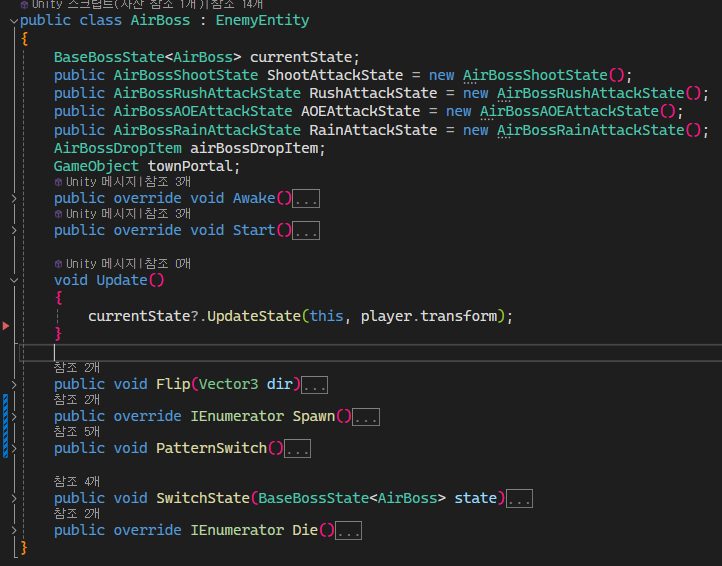 Unity 스크립트(자산 참조 1개)|참조 14개
public class AirBoss : EnemyEntity
{
BaseBossState<AirBoss> currentState;
public AirBossShootState ShootAttackState = new AirBossShootState();
public AirBossRushAttackState RushAttackState = new AirBossRushAttackState();
public AirBossAOEAttackState AOEAttackState = new AirBossAOEAttackState();
public AirBossRainAttackState RainAttackState = new AirBossRainAttackState();
AirBossDropItem airBossDropItem;
GameObject townPortal;
Unity 메시지|참조 3개
public override void Awake()...
Unity 메시지|참조 3개
public override void Start()...
Unity 메시지|참조 0개
void Update()
{
currentState?.UpdateState(this, player.transform);
}
참조 2개
public void Flip(Vector3 dir)...
참조 2개
public override IEnumerator Spawn()...
참조 5개
public void PatternSwitch()...
참조 4개
public void SwitchState(BaseBossState<AirBoss> state)...
참조 2개
public override IEnumerator Die()...
}